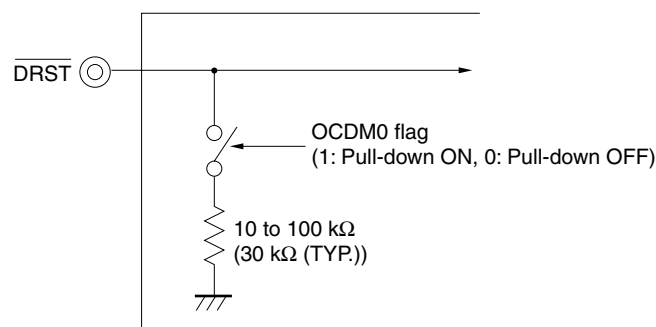 DRST
OCDM0 flag
(1: Pull-down ON, 0: Pull-down OFF)
10 to 100 kΩ
(30 kΩ (TYP.))